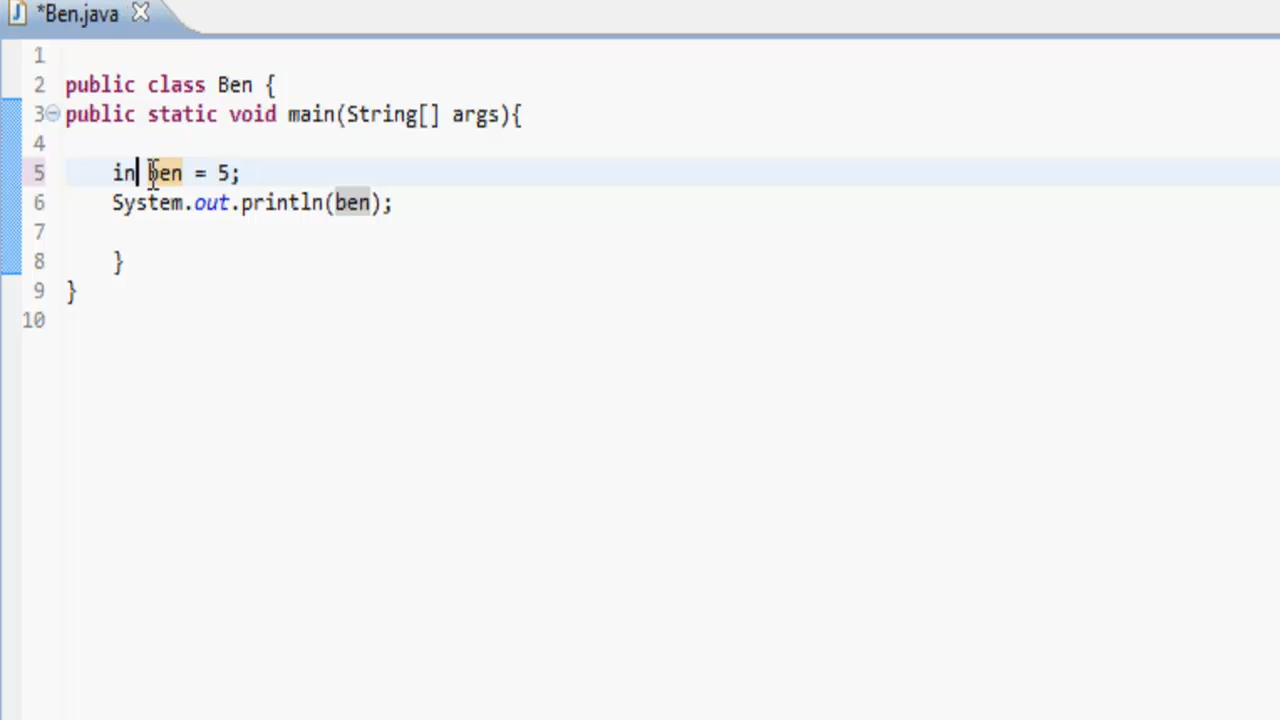 *Ben.java
1
2 public class Ben {
3 public static void main(String[] args){
4
5 in ben = 5;
6 System.out.println(ben);
7
8 }
9 }
10